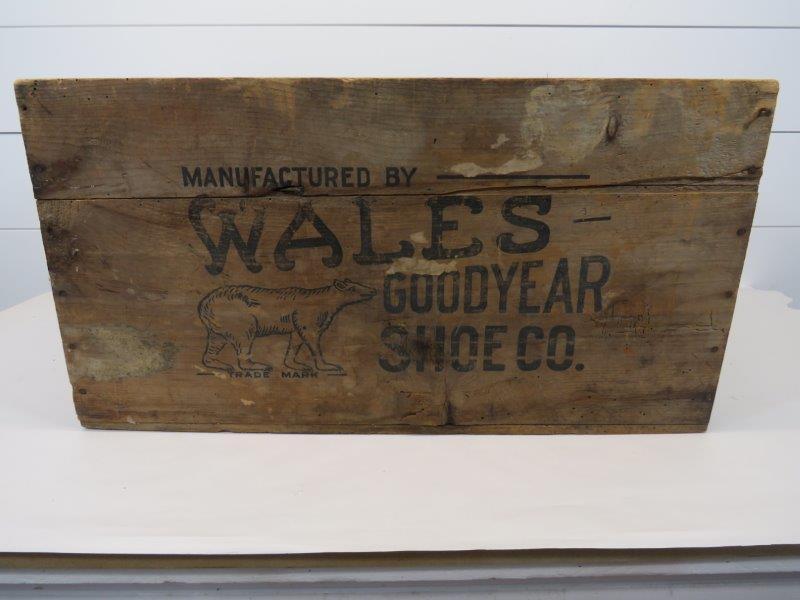 MANUFACTURED BY
WALES-
GOODYEAR
SHOE CO.
TRADE MARK